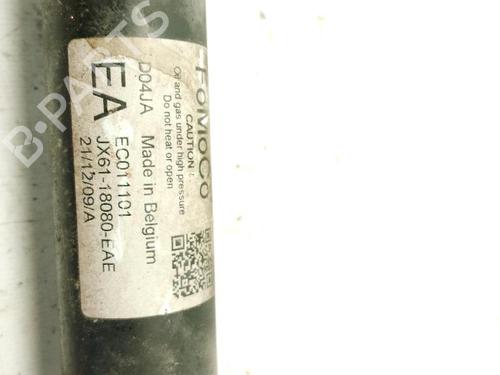 FoMoCo
CAUTION !
Oil and gas under high pressure
Do not heat or open
D04JA Made in Belgium
EA
EC011101
JX61-18080-EAE
21/12/09/A
B-PARTS